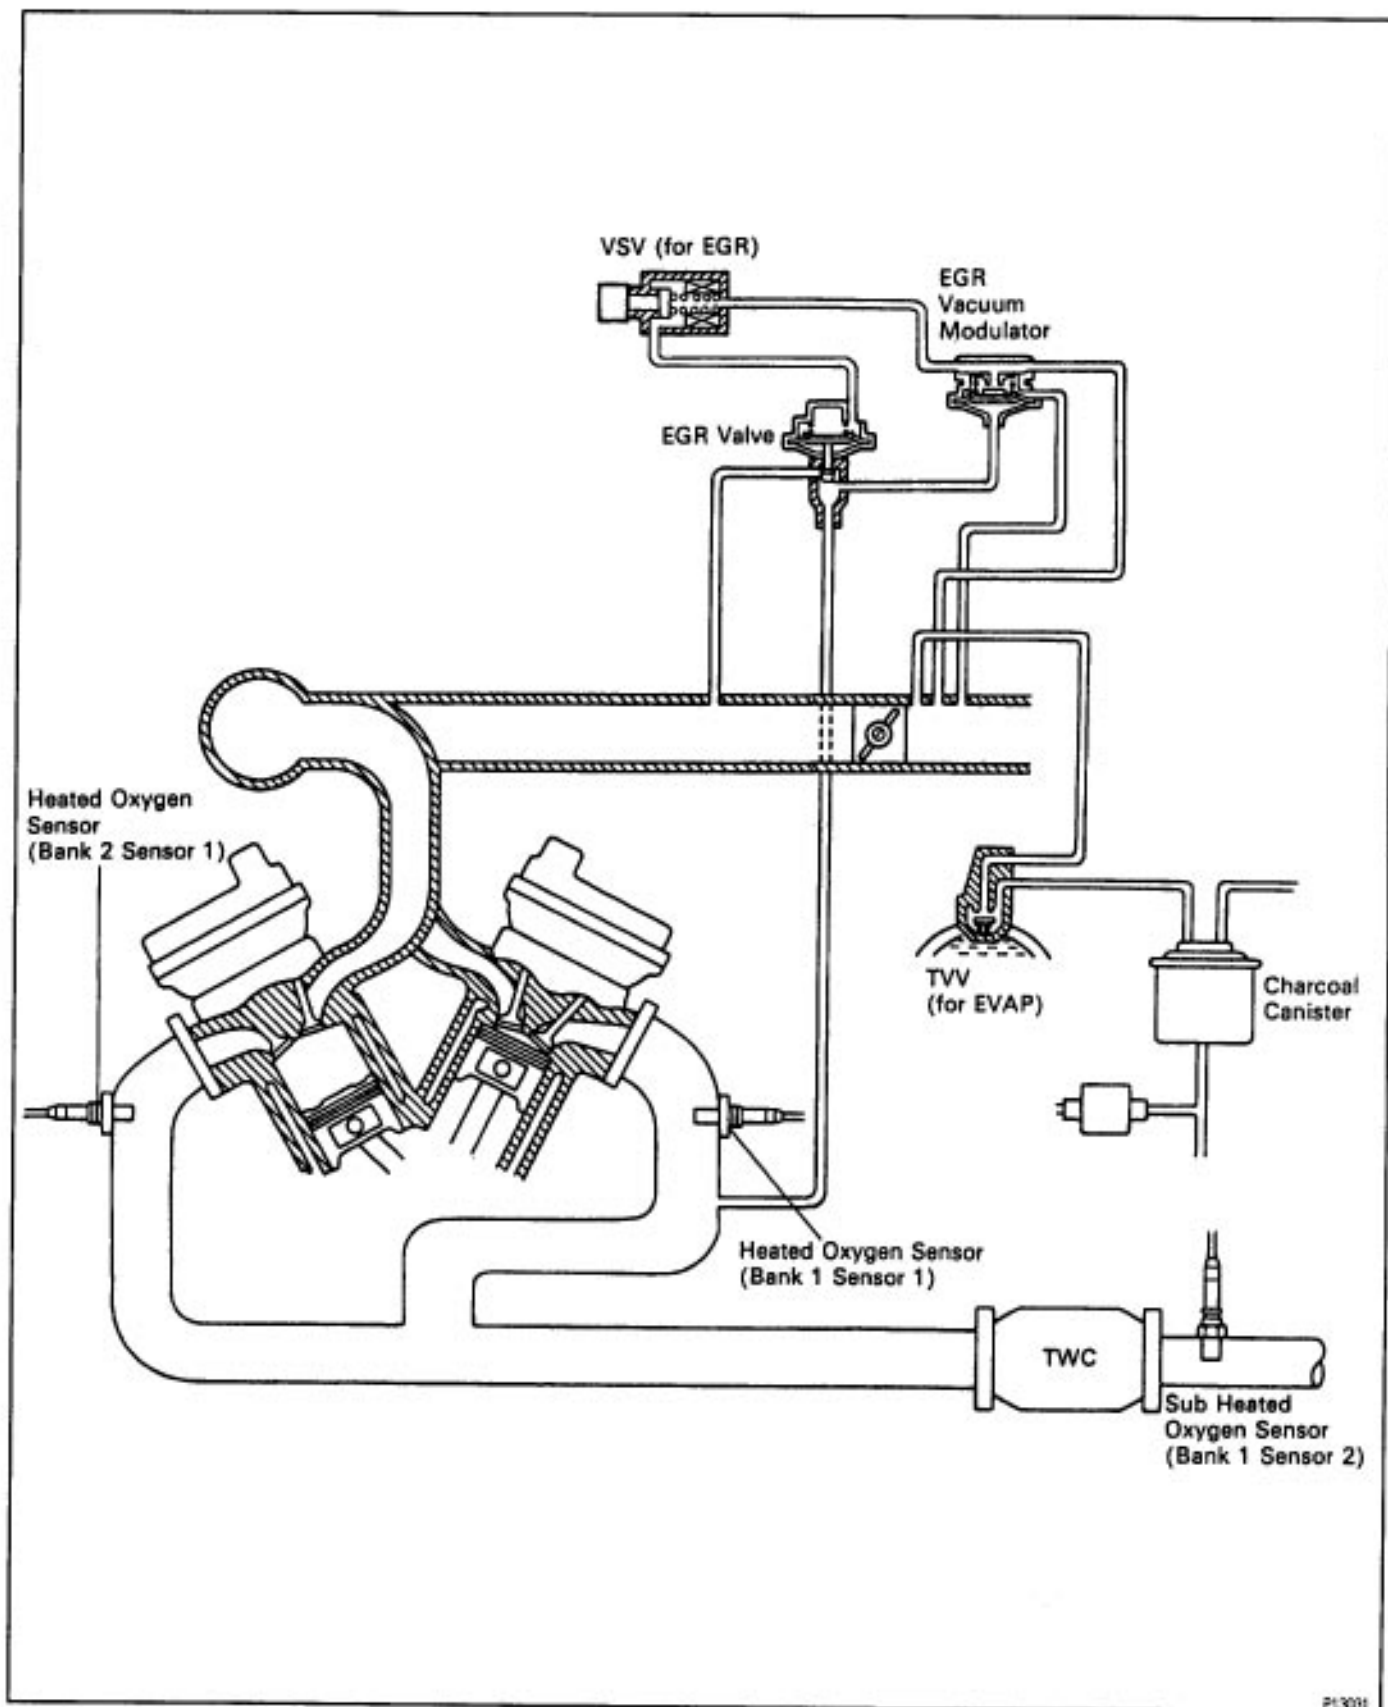 VSV (for EGR)
EGR
Vacuum
Modulator
EGR Valve
Heated Oxygen
Sensor
(Bank 2 Sensor 1)
TVV
(for EVAP)
Charcoal
Canister
Heated Oxygen Sensor
(Bank 1 Sensor 1)
TWC
Sub Heated
Oxygen Sensor
(Bank 1 Sensor 2)